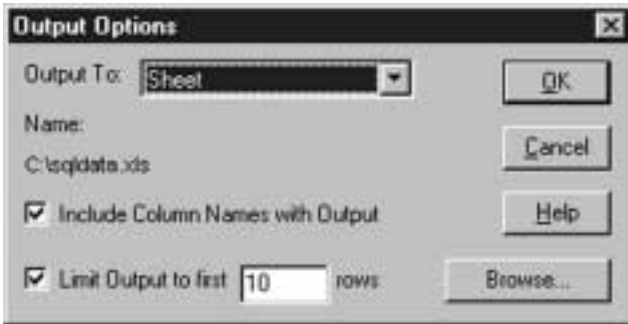 Output Options
Output To: Sheet
OK
Name:
C:\sqldata.xls
Cancel
Include Column Names with Output
Help
Limit Output to first 10 rows
Browse...